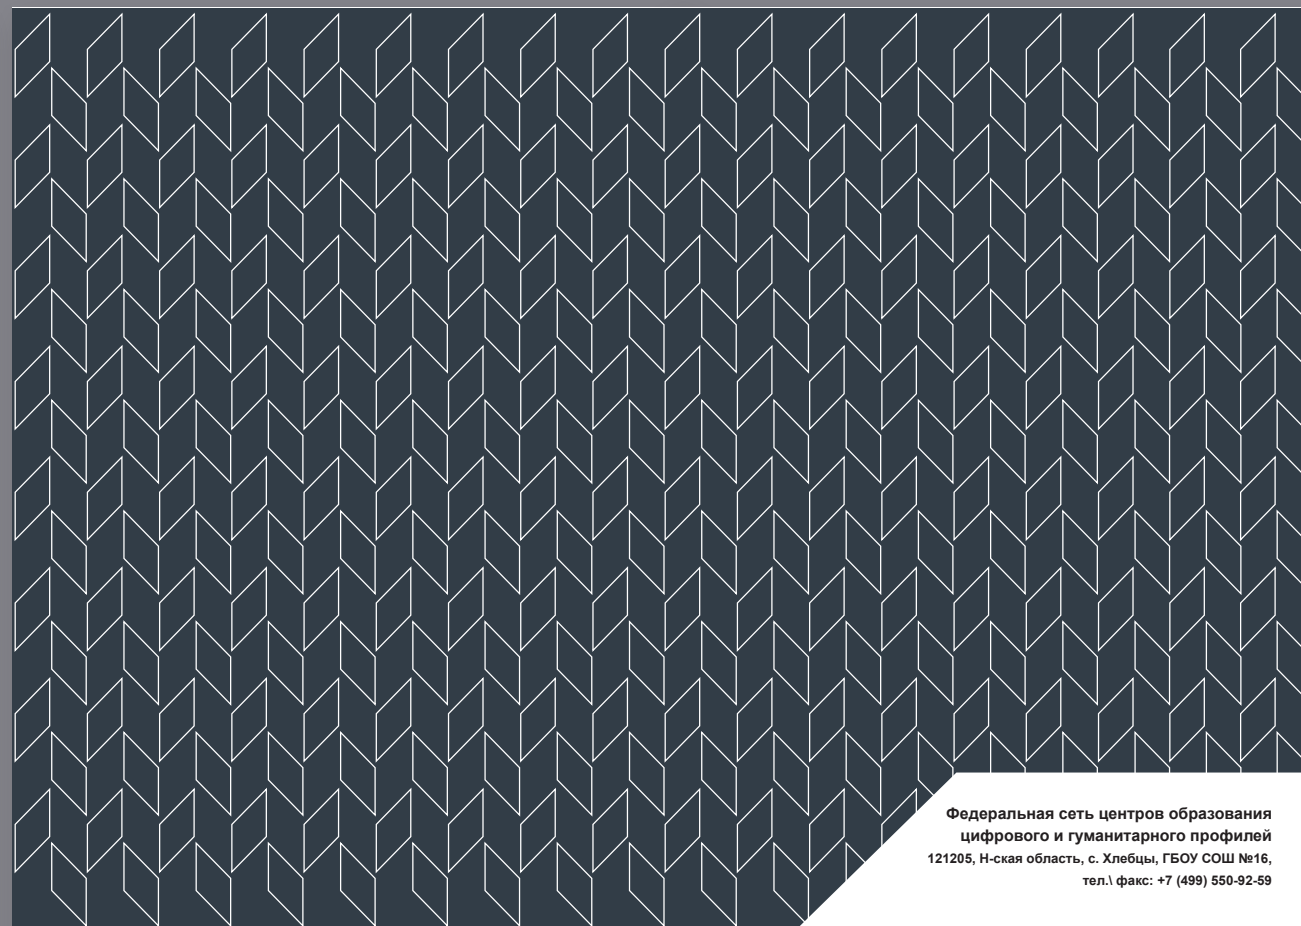 Федеральная сеть центров образования
цифрового и гуманитарного профилей
121205, Н-ская область, с. Хлебцы, ГБОУ СОШ №16,
тел.\ факс: +7 (499) 550-92-59